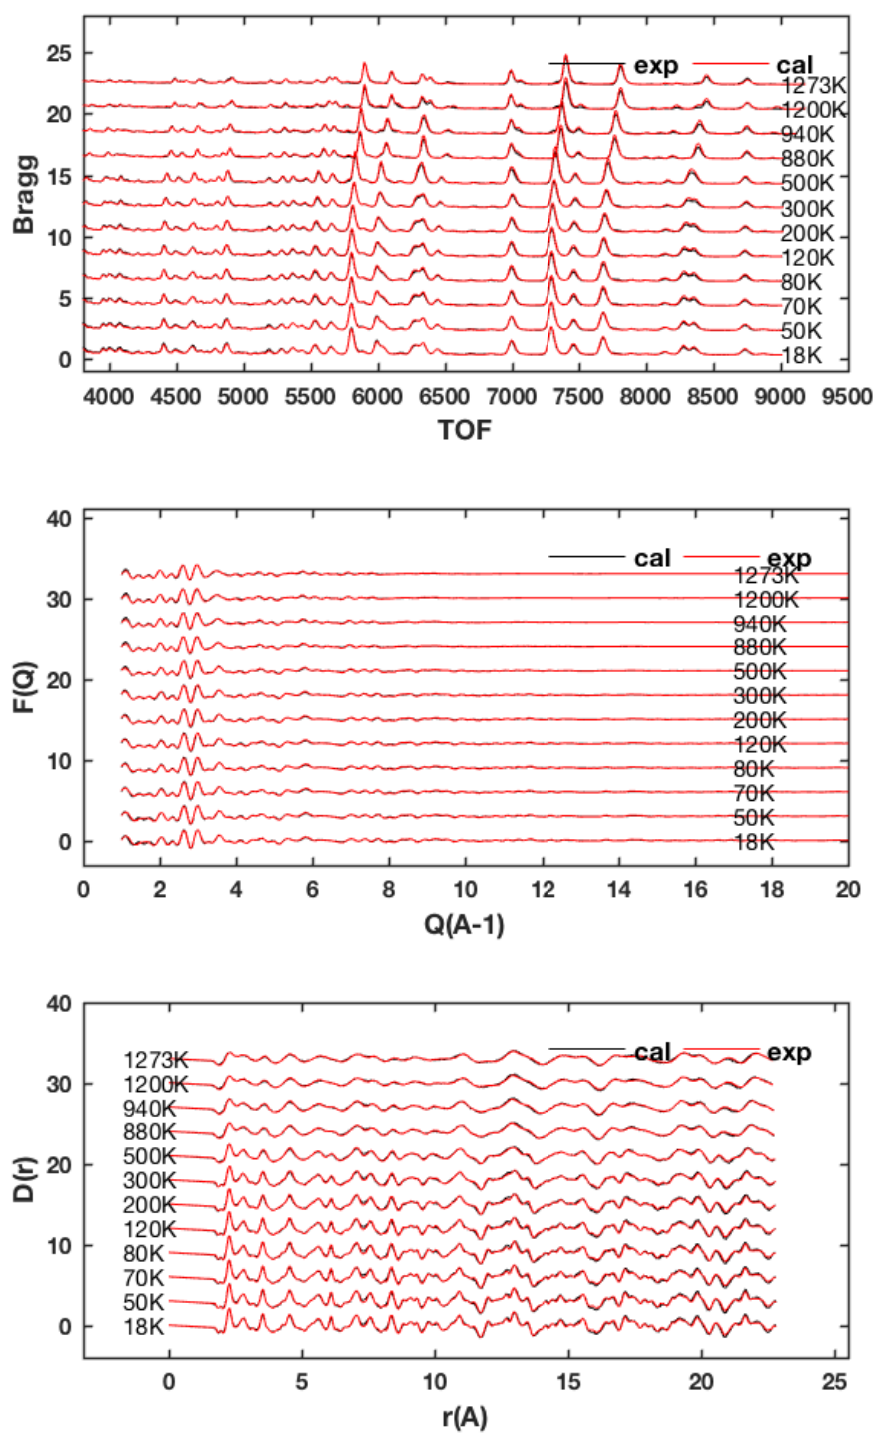 25
20
15
10
5
0
Bragg
exp cal
1273K
1200K
940K
880K
500K
300K
200K
120K
80K
70K
50K
18K
4000 4500 5000 5500 6000 6500 7000 7500 8000 8500 9000 9500
TOF
40
30
20
10
0
F(Q)
cal exp
1273K
1200K
940K
880K
500K
300K
200K
120K
80K
70K
50K
18K
0 2 4 6 8 10 12 14 16 18 20
Q(A-1)
40
30
20
10
0
D(r)
cal exp
1273K
1200K
940K
880K
500K
300K
200K
120K
80K
70K
50K
18K
0 5 10 15 20 25
r(A)